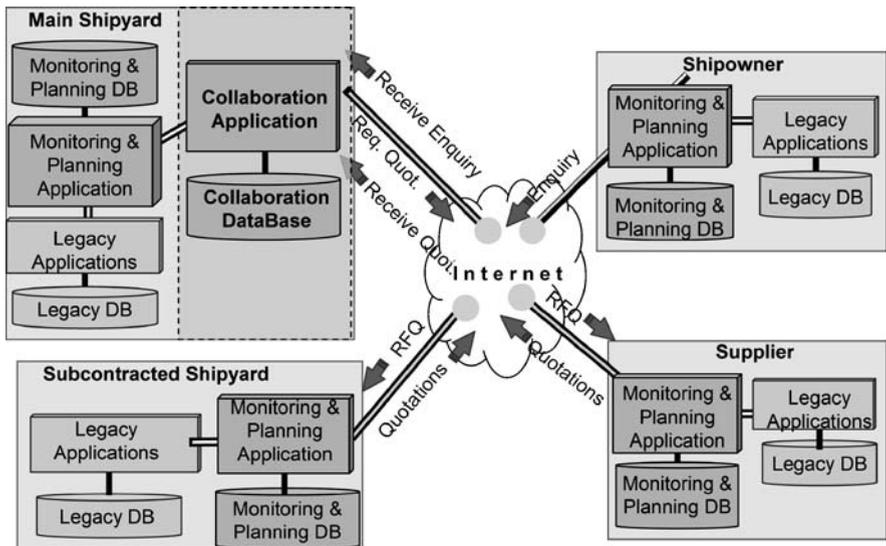 Main Shipyard
Monitoring &
Planning DB
Monitoring &
Planning
Application
Legacy
Applications
Legacy DB
Collaboration
Application
Collaboration
DataBase
Receive Enquiry
Req. Quot.
Receive Quoi.
Enquiry
Internet
RFQ
Quotations
RFQ
Quotations
Shipowner
Monitoring &
Planning
Application
Legacy
Applications
Legacy DB
Monitoring &
Planning DB
Subcontracted Shipyard
Legacy
Applications
Legacy DB
Monitoring &
Planning
Application
Monitoring &
Planning DB
Supplier
Monitoring &
Planning
Application
Legacy
Applications
Legacy DB
Monitoring &
Planning DB